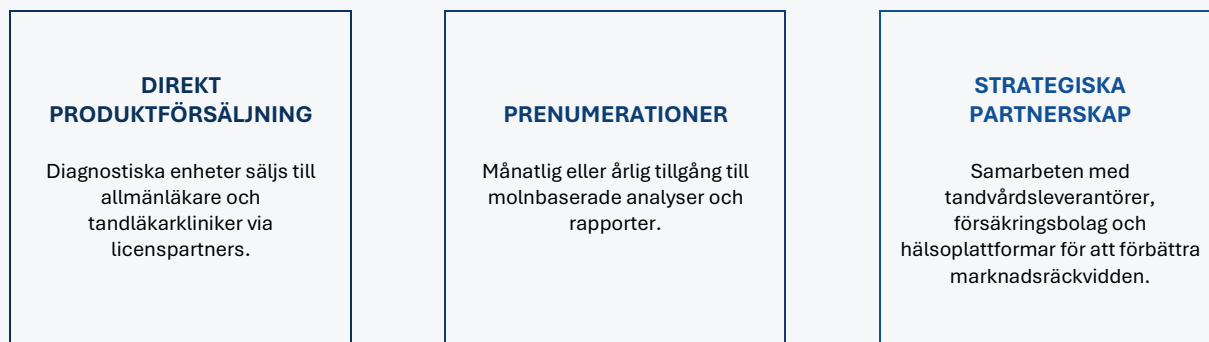 DIREKT
PRODUKTFÖRSÄLJNING
Diagnostiska enheter säljs till
allmänläkare och
tandläkarkliniker via
licenspartners.
PRENUMERATIONER
Månatlig eller årlig tillgång till
molnbaserade analyser och
rapporter.
STRATEGISKA
PARTNERSKAP
Samarbeten med
tandvårdsleverantörer,
försäkringsbolag och
hälsoplattformar för att förbättra
marknadsräckvidden.